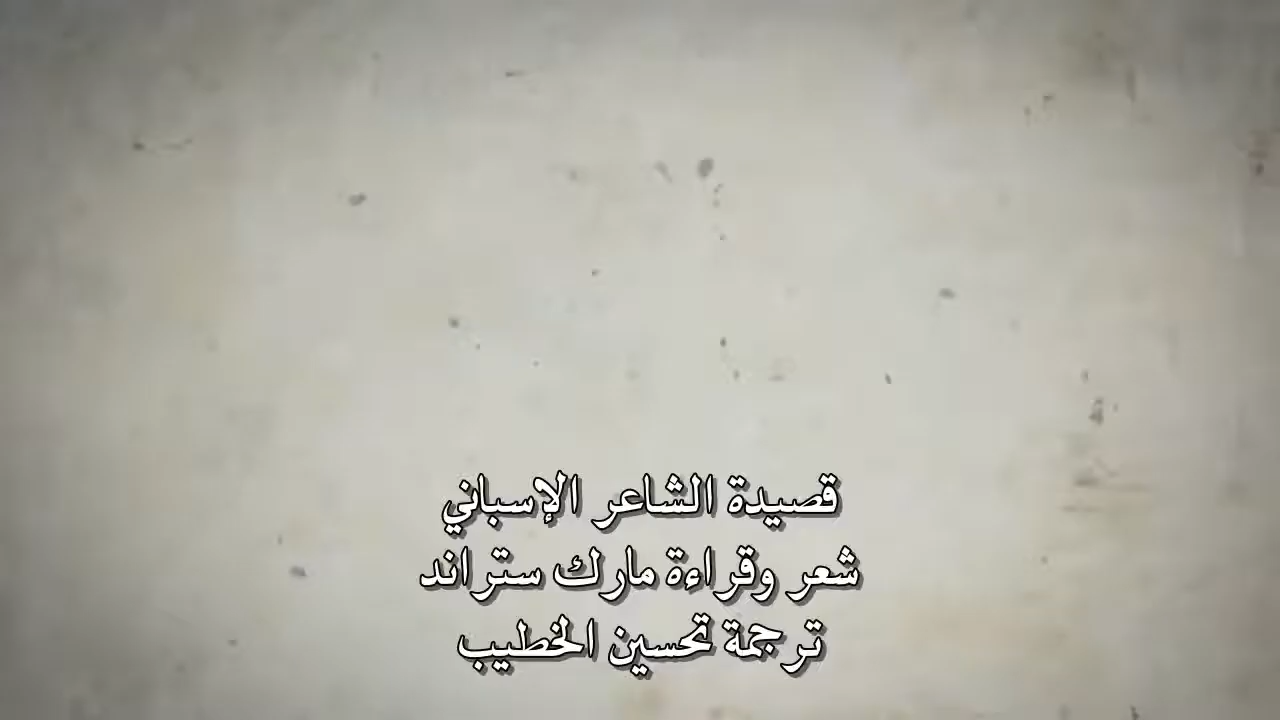 قصيدة الشاعر الإسباني
شعر وقراءة مارك ستراند
ترجمة تحسين الخطيب